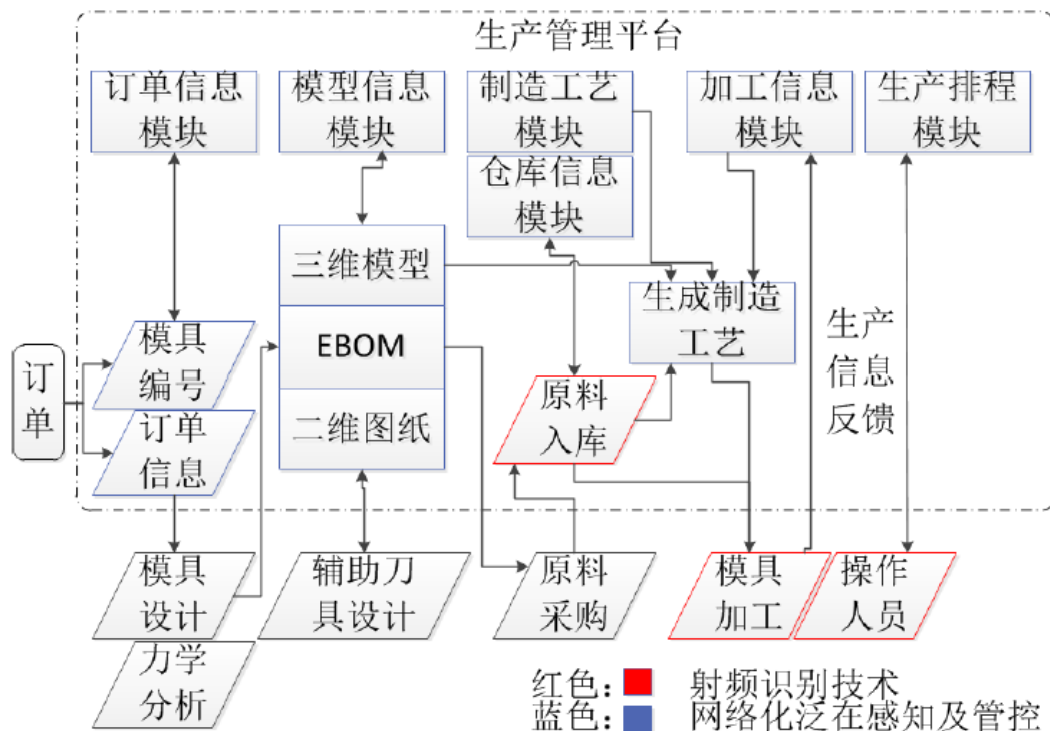 生产管理平台
订单信息
模块
模型信息
模块
制造工艺
模块
加工信息
模块
生产排程
模块
仓库信息
模块
三维模型
EBOM
二维图纸
生成制造
工艺
生产
信息
反馈
订
单
模具
编号
订单
信息
原料
入库
模具
设计
辅助刀
具设计
原料
采购
模具
加工
操作
人员
力学
分析
红色： 射频识别技术
蓝色： 网络化泛在感知及管控